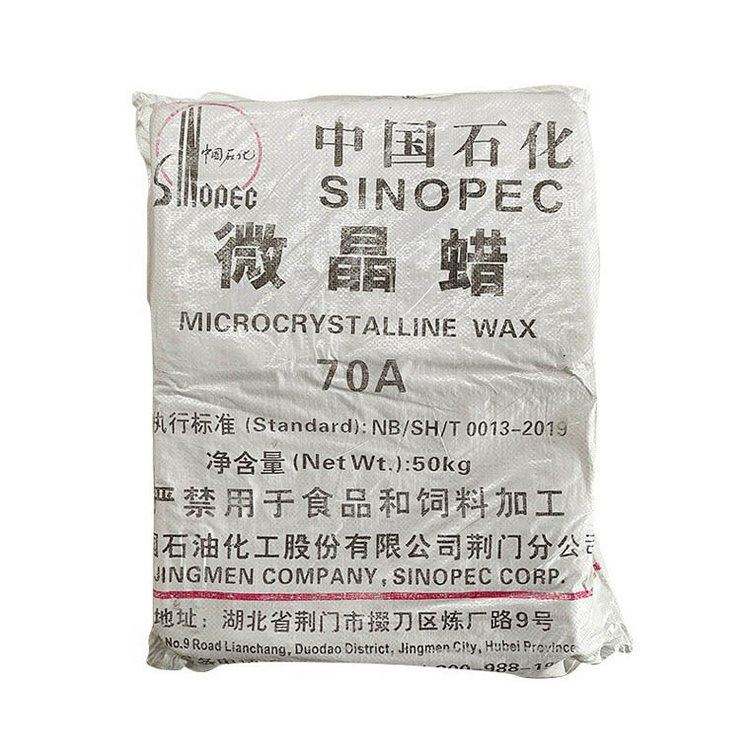 中国石化
SINOPEC
中国石化
SINOPEC
微晶蜡
MICROCRYSTALLINE WAX
70A
执行标准 (Standard): NB/SH/T 0013-2019
净含量 (Net Wt.):50kg
严禁用于食品和饲料加工
国石油化工股份有限公司荆门分公司
JINGMEN COMPANY, SINOPEC CORP.
地址: 湖北省荆门市掇刀区炼厂路9号
No.9 Road Lianchang, Duodao District, Jingmen City, Hubei Province